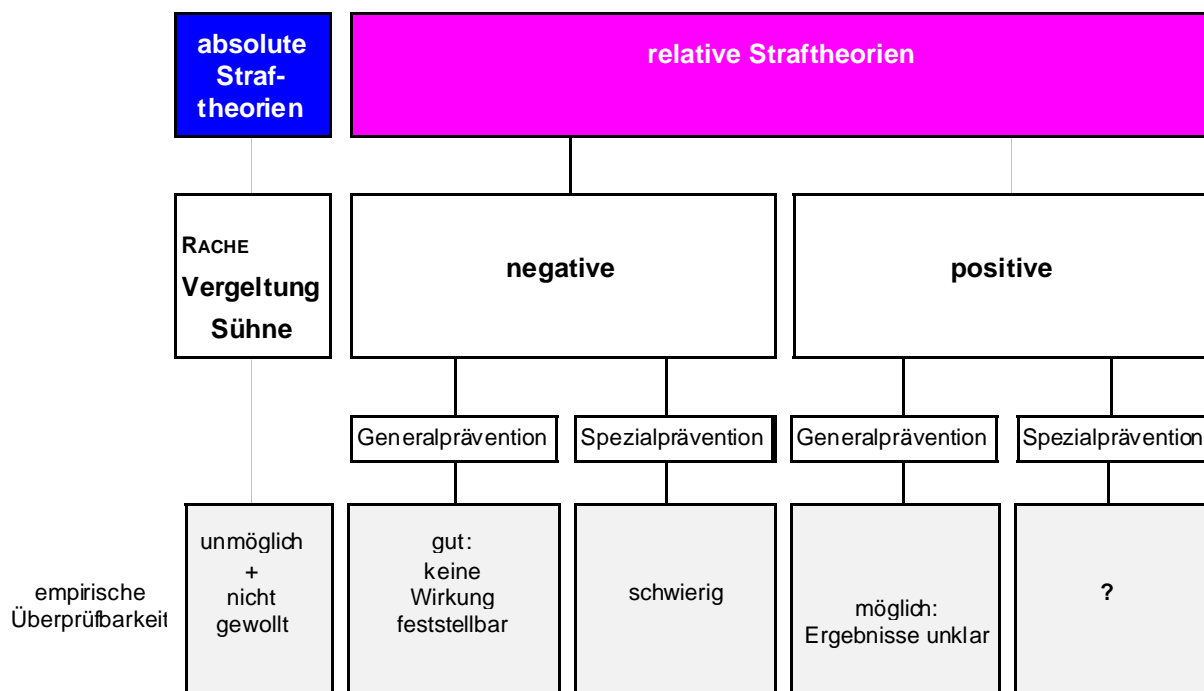 absolute
Straf-
theorien
relative Straftheorien
RACHE
Vergeltung
Sühne
negative
positive
Generalprävention
Spezialprävention
Generalprävention
Spezialprävention
empirische
Überprüfbarkeit
unmöglich
+
nicht
gewollt
gut:
keine
Wirkung
feststellbar
schwierig
möglich:
Ergebnisse unklar
?